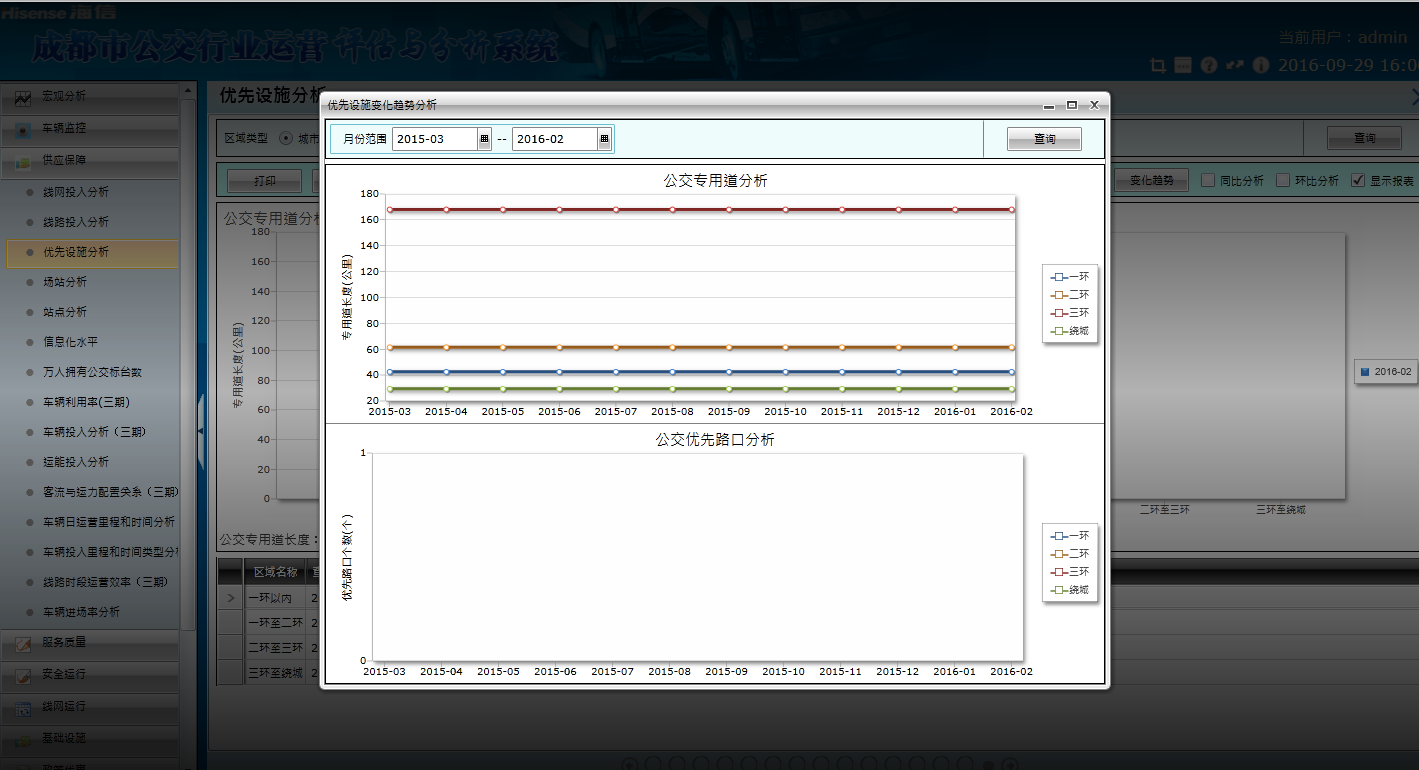 Hisense 海信
成都市公交行业运营 评估与分析系统
当前用户：admin
2016-09-29 16:0
宏观分析
车辆监控
供应保障
线网投入分析
线路投入分析
优先设施分析
场站分析
站点分析
信息化水平
万人拥有公交标台数
车辆利用率(三期)
车辆投入分析（三期）
运能投入分析
客流与运力配置关系（三期）
车辆日运营里程和时间分析
车辆投入里程和时间类型分
线路时段运营效率（三期）
车辆进场率分析
服务质量
安全运行
线网运行
基础设施
优先设施分析
区域类型 城市
查询
打印
变化趋势 同比分析 环比分析 显示报表
公交专用道分析
180
160
140
120
100
80
60
40
20
0
专用道长度(公里)
二环至三环 三环至绕城
2016-02
公交专用道长度：
区域名称
一环以内 2
一环至二环 2
二环至三环 2
三环至绕城 2
优先设施变化趋势分析
月份范围 2015-03 -- 2016-02 查询
公交专用道分析
180
160
140
120
100
80
60
40
20
专用道长度(公里)
2015-03 2015-04 2015-05 2015-06 2015-07 2015-08 2015-09 2015-10 2015-11 2015-12 2016-01 2016-02
一环
二环
三环
绕城
公交优先路口分析
1
0
优先路口个数(个)
2015-03 2015-04 2015-05 2015-06 2015-07 2015-08 2015-09 2015-10 2015-11 2015-12 2016-01 2016-02
一环
二环
三环
绕城